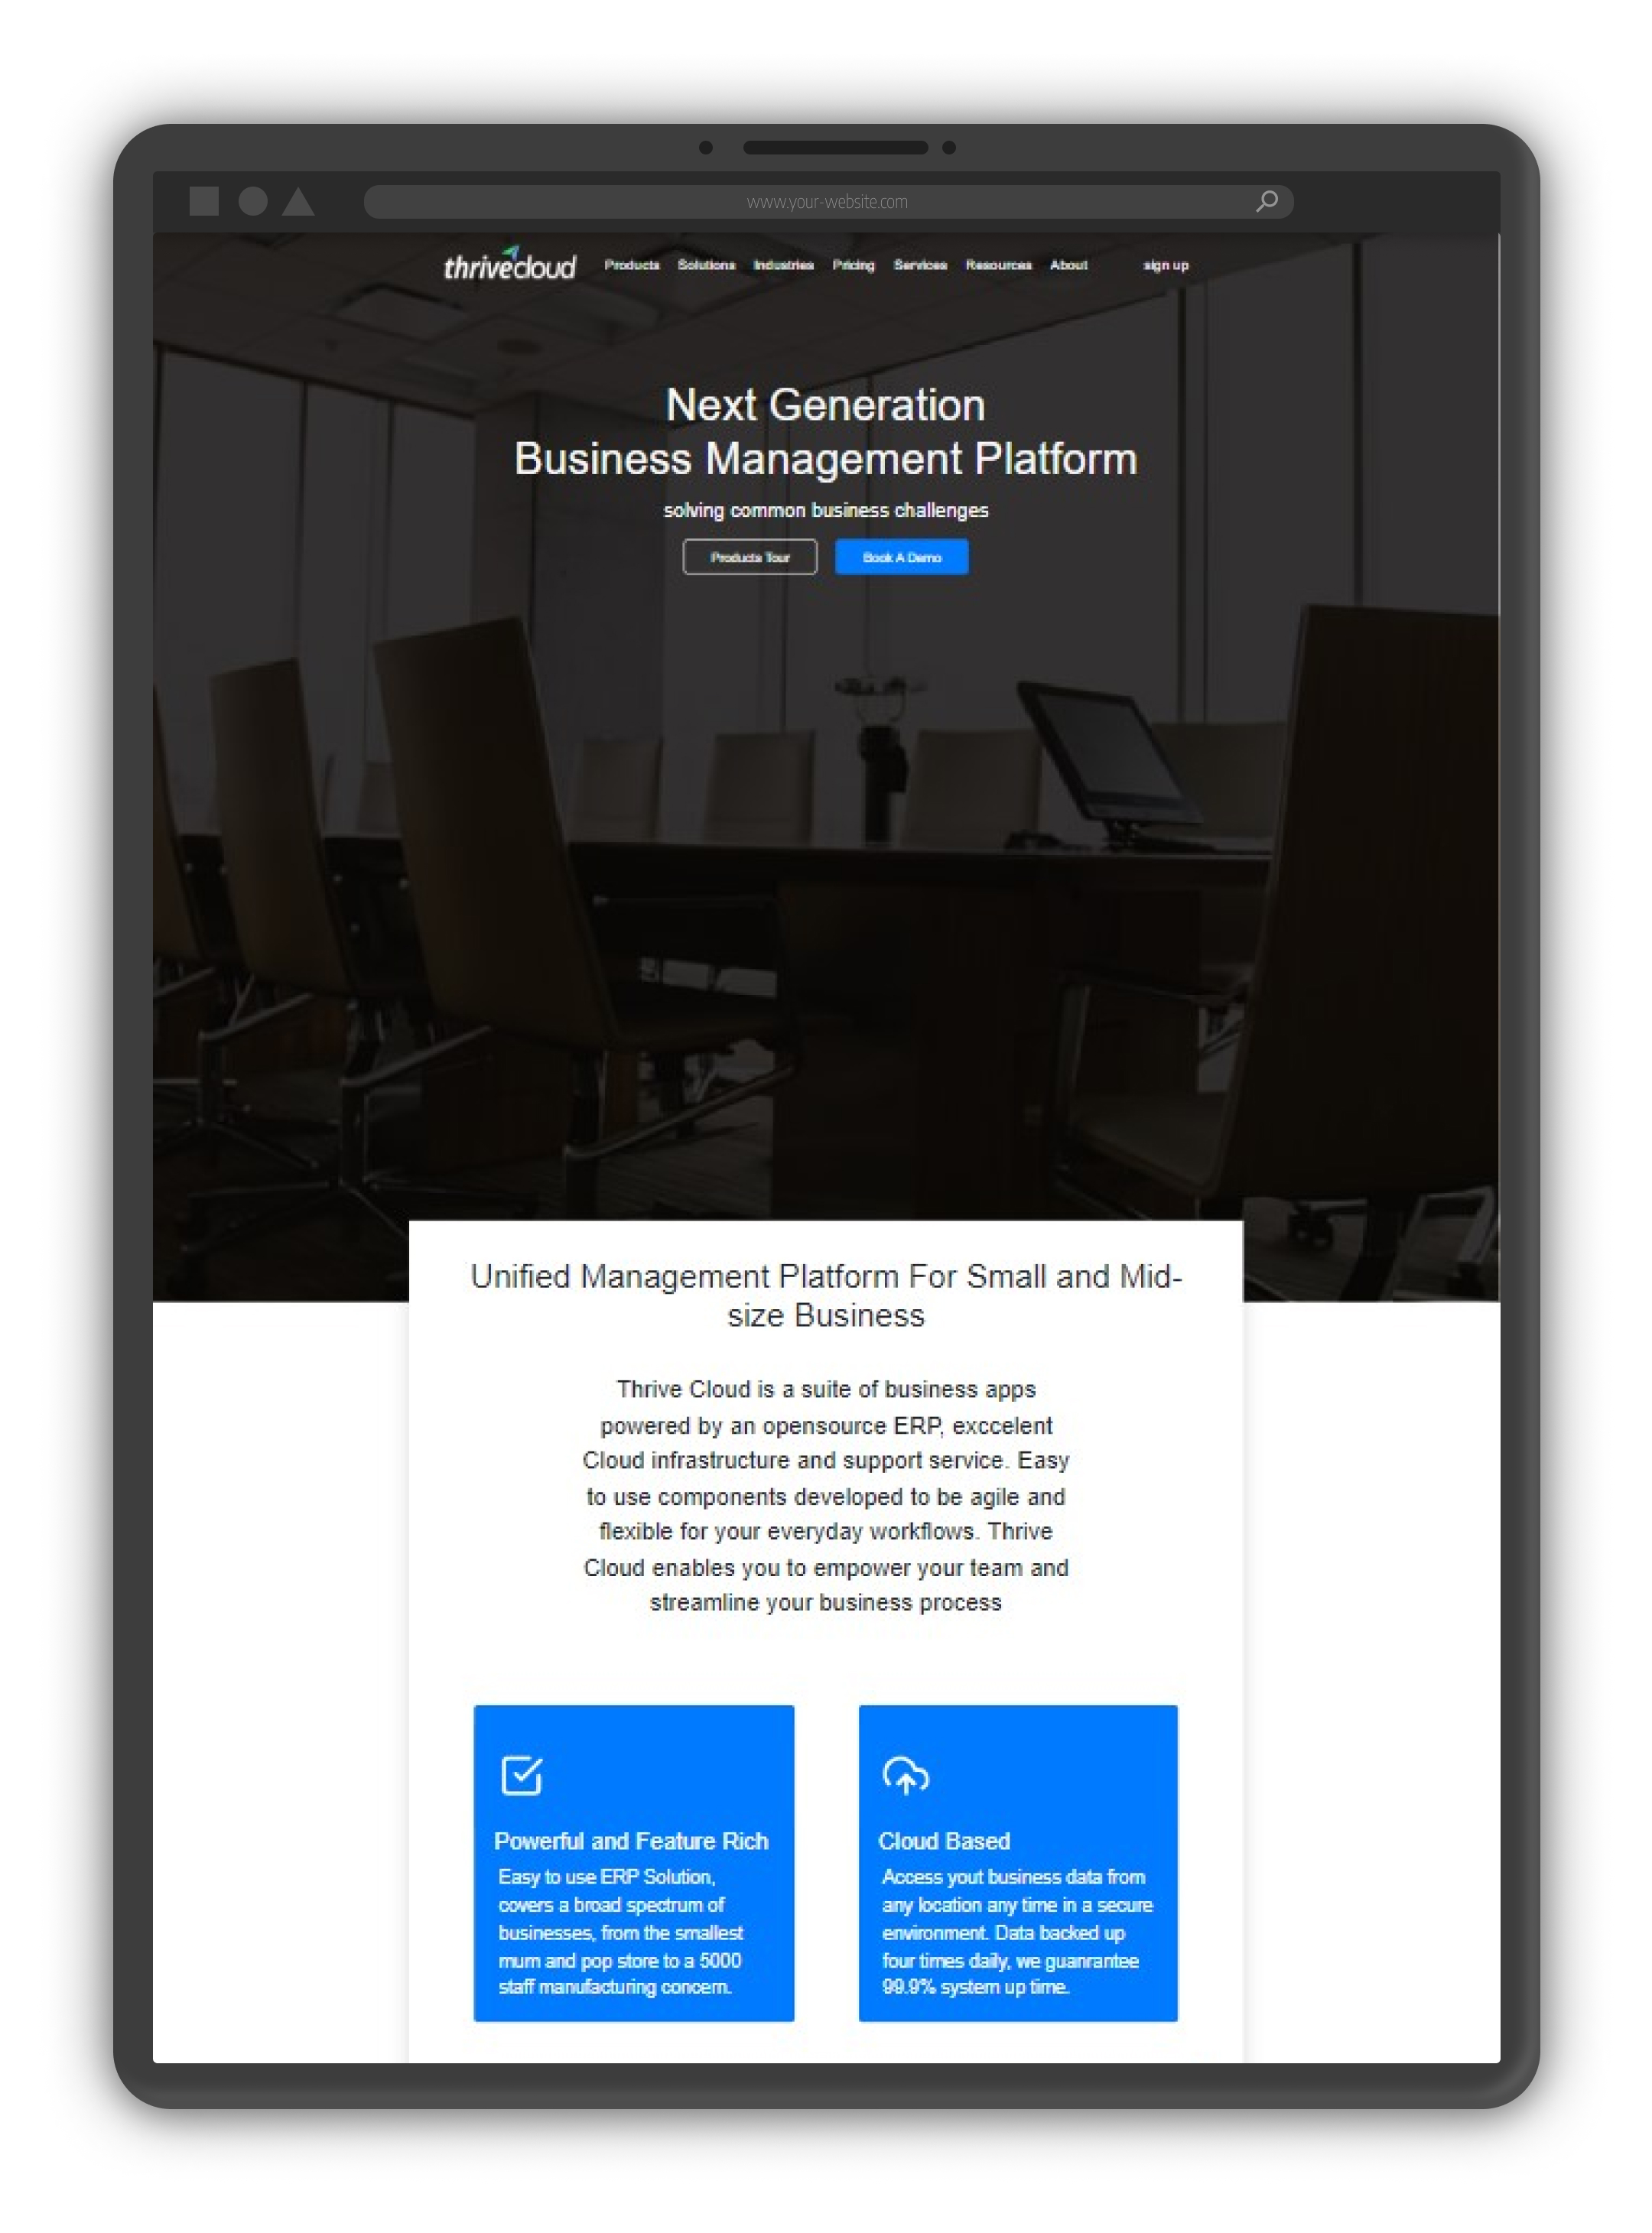 www.your-website.com
thrivecloud Products Solutions Industries Pricing Services Resources About sign up
Next Generation
Business Management Platform
solving common business challenges
Products Tour Book A Demo
Unified Management Platform For Small and Mid-
size Business
Thrive Cloud is a suite of business apps
powered by an opensource ERP, exccelent
Cloud infrastructure and support service. Easy
to use components developed to be agile and
flexible for your everyday workflows. Thrive
Cloud enables you to empower your team and
streamline your business process
Powerful and Feature Rich
Easy to use ERP Solution,
covers a broad spectrum of
businesses, from the smallest
mum and pop store to a 5000
staff manufacturing concern.
Cloud Based
Access yout business data from
any location any time in a secure
environment. Data backed up
four times daily, we guanrantee
99.9% system up time.